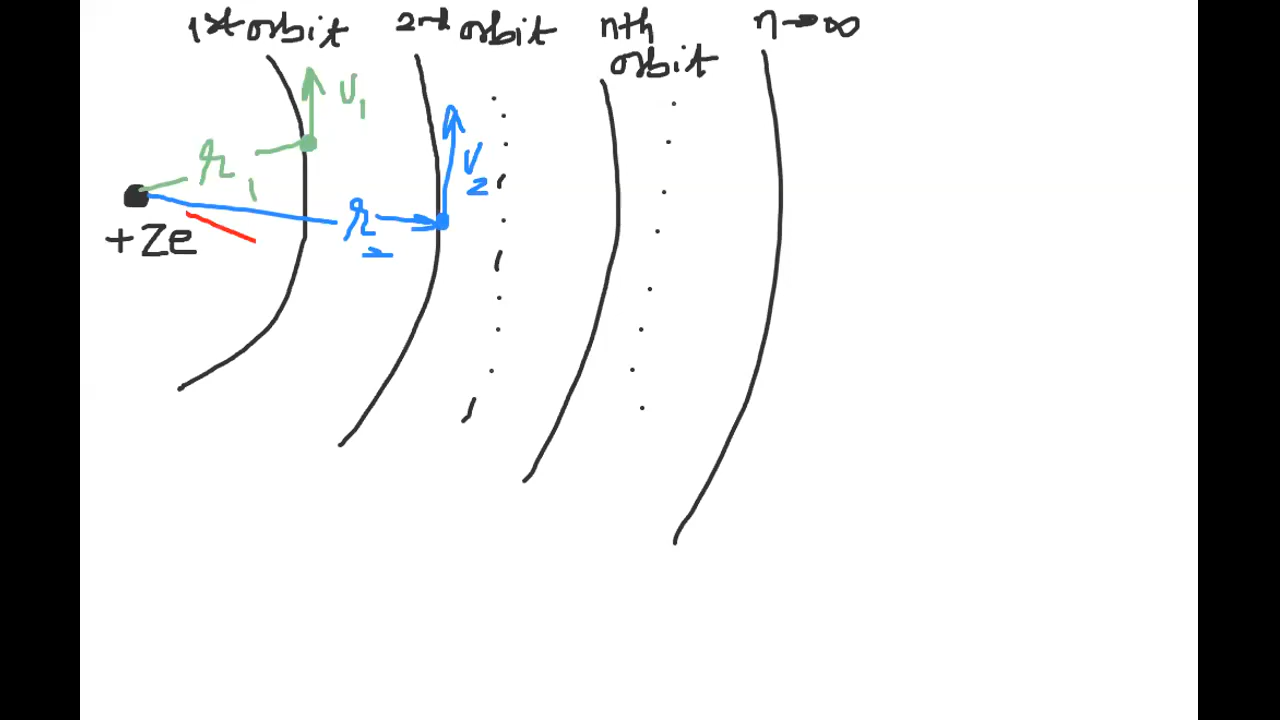 1st orbit
2nd orbit
nth
orbit
n→∞
v1
r1
v2
r2
+Ze